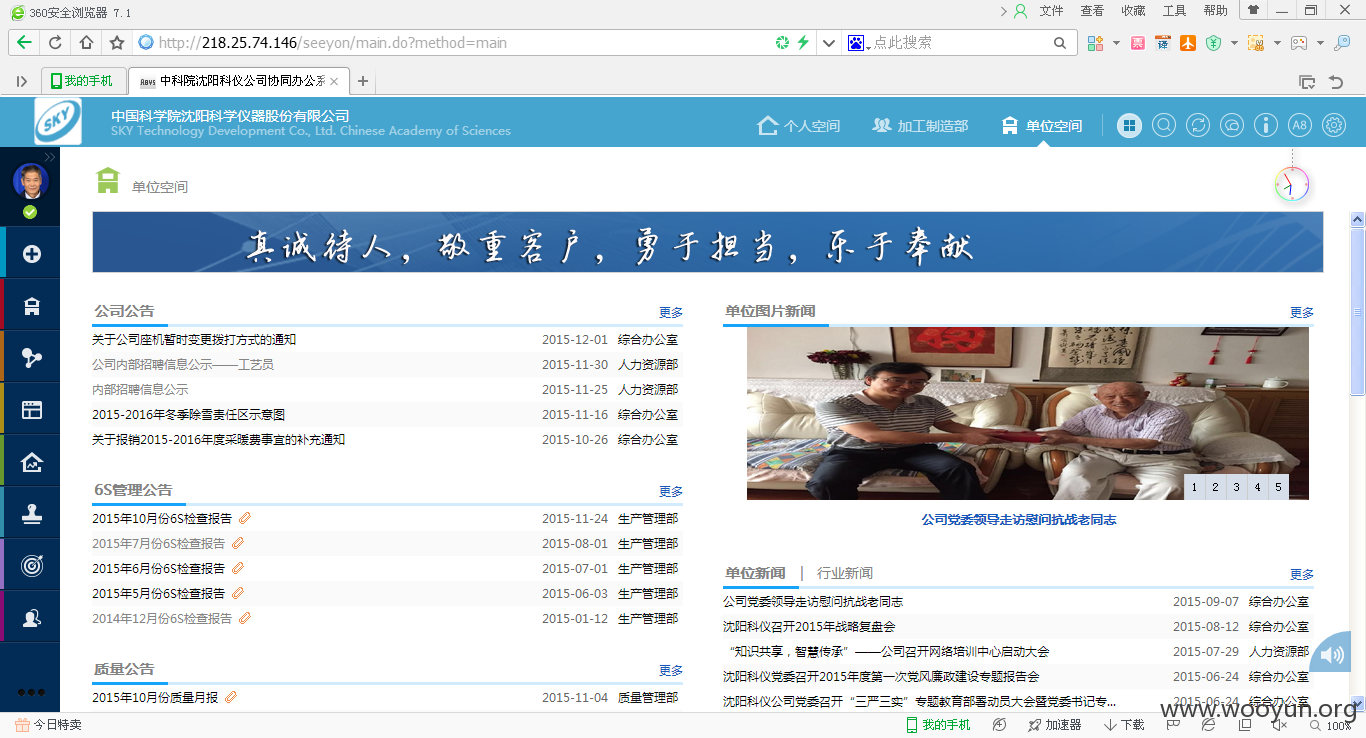 360安全浏览器 7.1
文件 查看 收藏 工具 帮助
http://218.25.74.146/seeyon/main.do?method=main
点此搜索
我的手机
中科院沈阳科仪公司协同办公系
SKY
中国科学院沈阳科学仪器股份有限公司
SKY Technology Development Co., Ltd. Chinese Academy of Sciences
个人空间 加工制造部 单位空间
A8
单位空间
真诚待人，敬重客户，勇于担当，乐于奉献
公司公告 更多
关于公司座机暂时变更拨打方式的通知 2015-12-01 综合办公室
公司内部招聘信息公示——工艺员 2015-11-30 人力资源部
内部招聘信息公示 2015-11-25 人力资源部
2015-2016年冬季除雪责任区示意图 2015-11-16 综合办公室
关于报销2015-2016年度采暖费事宜的补充通知 2015-10-26 综合办公室
6S管理公告 更多
2015年10月份6S检查报告 2015-11-24 生产管理部
2015年7月份6S检查报告 2015-08-01 生产管理部
2015年6月份6S检查报告 2015-07-01 生产管理部
2015年5月份6S检查报告 2015-06-03 生产管理部
2014年12月份6S检查报告 2015-01-12 生产管理部
质量公告 更多
2015年10月份质量月报 2015-11-04 质量管理部
单位图片新闻 更多
1 2 3 4 5
公司党委领导走访慰问抗战老同志
单位新闻 | 行业新闻 更多
公司党委领导走访慰问抗战老同志 2015-09-07 综合办公室
沈阳科仪召开2015年战略复盘会 2015-08-12 综合办公室
“知识共享，智慧传承”——公司召开网络培训中心启动大会 2015-07-29 人力资源部
沈阳科仪党委召开2015年度第一次党风廉政建设专题报告会 2015-06-24 综合办公室
沈阳科仪公司党委召开“三严三实”专题教育部署动员大会暨党委书记专... 2015-06-24 综合办公室
www.wooyun.org
今日特卖
我的手机 加速器 下载 100%